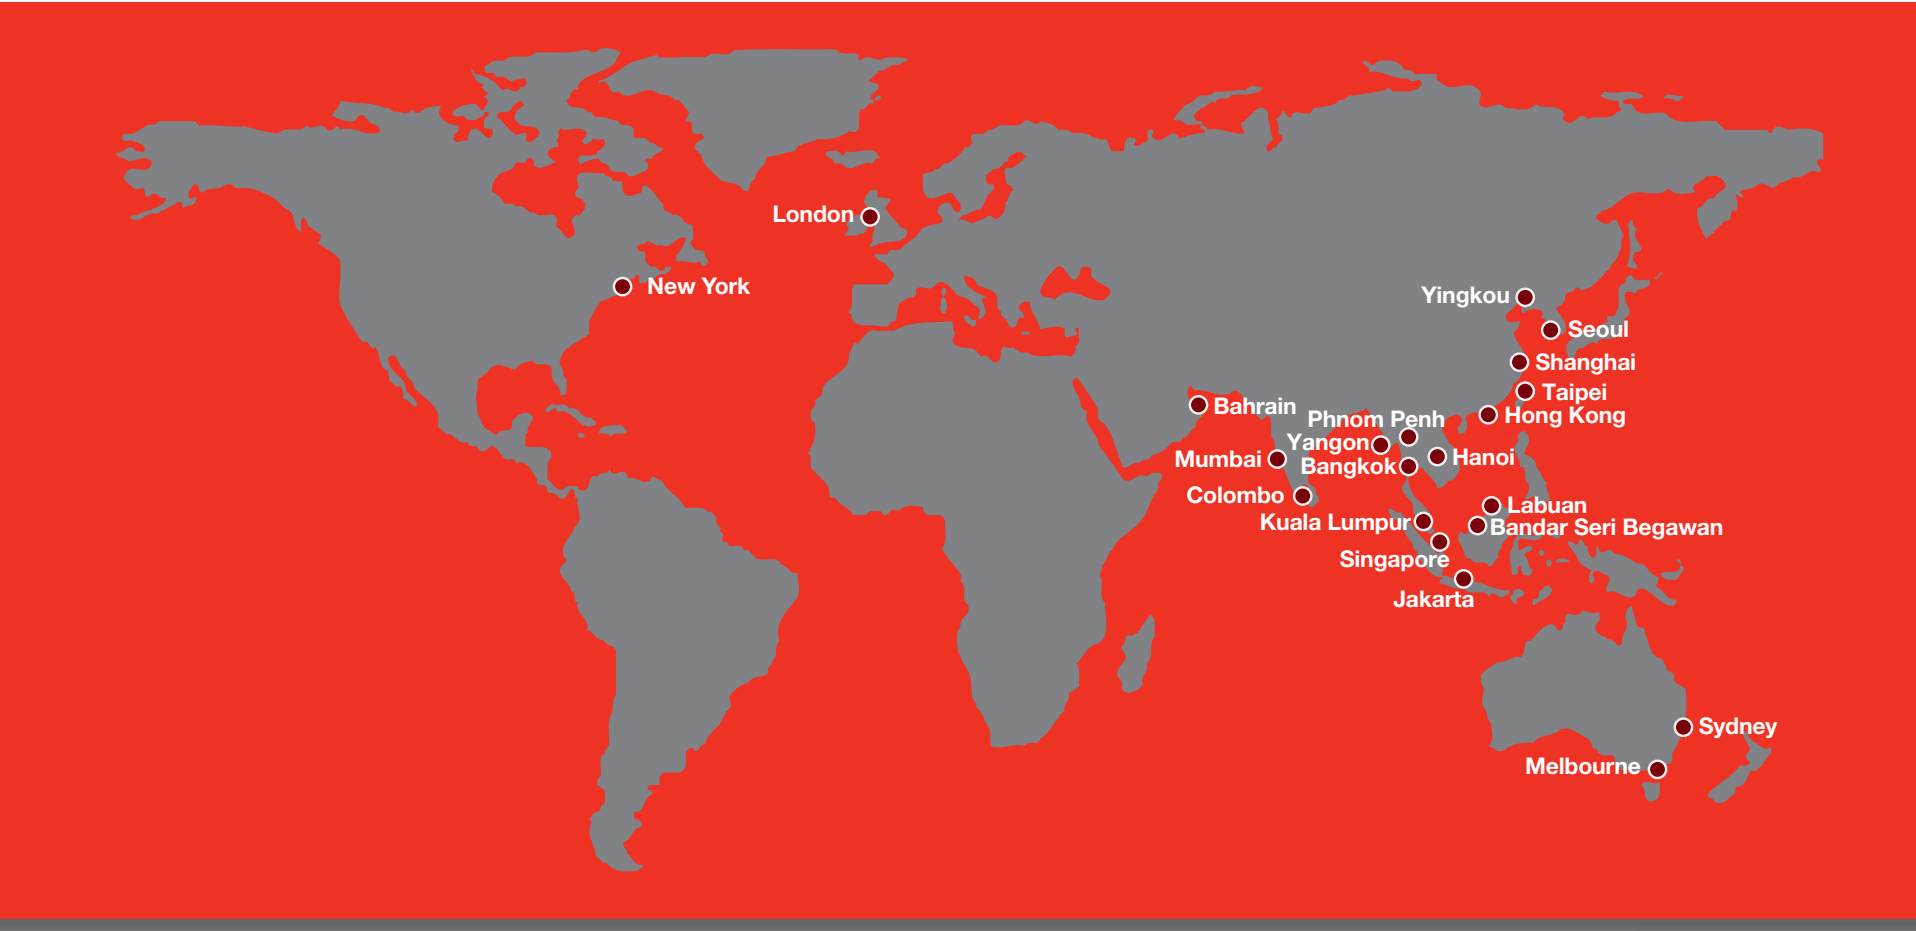 London
New York
Yingkou
Seoul
Shanghai
Taipei
Bahrain
Hong Kong
Phnom Penh
Yangon
Hanoi
Mumbai
Bangkok
Colombo
Labuan
Kuala Lumpur
Bandar Seri Begawan
Singapore
Jakarta
Sydney
Melbourne